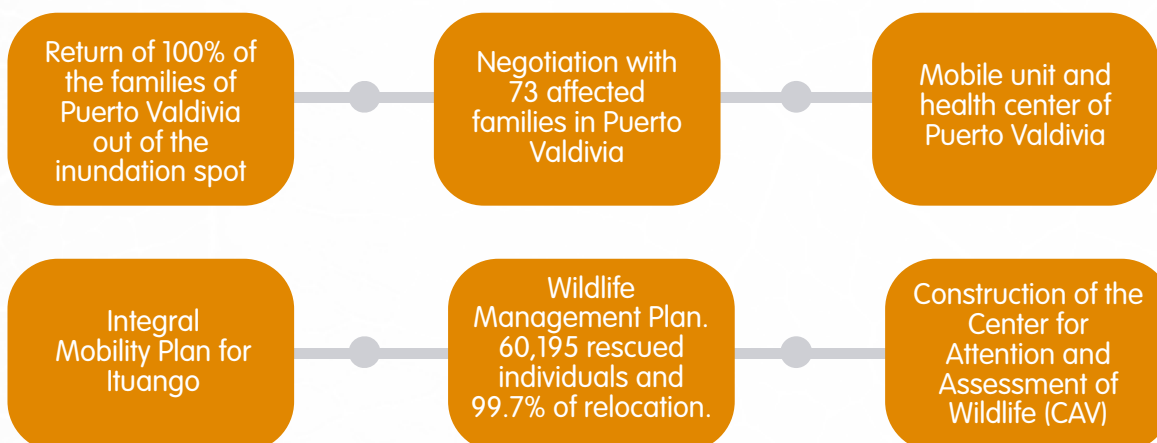 Return of 100% of
the families of
Puerto Valdivia
out of the
inundation spot
Negotiation with
73 affected
families in Puerto
Valdivia
Mobile unit and
health center of
Puerto Valdivia
Integral
Mobility Plan for
Ituango
Wildlife
Management Plan.
60,195 rescued
individuals and
99.7% of relocation.
Construction of the
Center for
Attention and
Assessment of
Wildlife (CAV)